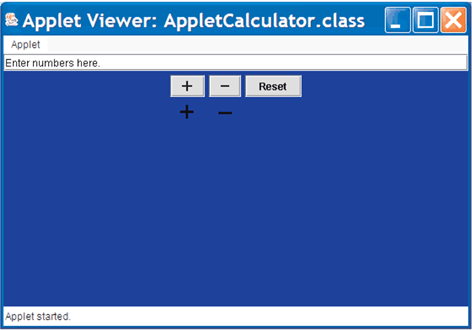 Applet Viewer: AppletCalculator.class
Applet
Enter numbers here.
+ − Reset
+ −
Applet started.